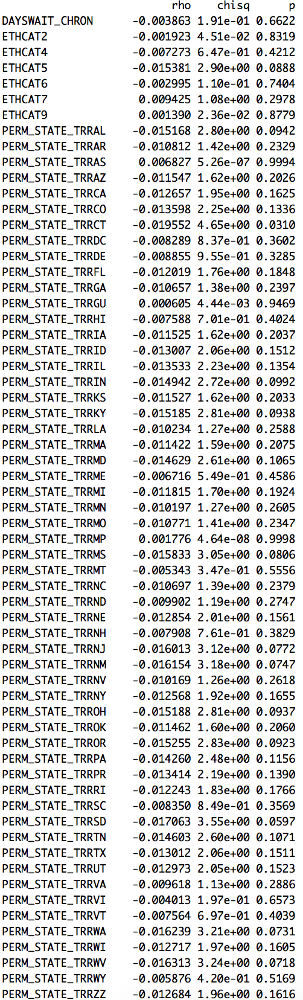 rho chisq p
DAYSWAIT_CHRON -0.003863 1.91e-01 0.6622
ETHCAT2 -0.001923 4.51e-02 0.8319
ETHCAT4 -0.007273 6.47e-01 0.4212
ETHCAT5 -0.015381 2.90e+00 0.0888
ETHCAT6 -0.002995 1.10e-01 0.7404
ETHCAT7 0.009425 1.08e+00 0.2978
ETHCAT9 0.001390 2.36e-02 0.8779
PERM_STATE_TRRAL -0.015168 2.80e+00 0.0942
PERM_STATE_TRRAR -0.010812 1.42e+00 0.2329
PERM_STATE_TRRAS 0.006827 5.26e-07 0.9994
PERM_STATE_TRRAZ -0.011547 1.62e+00 0.2026
PERM_STATE_TRRCA -0.012657 1.95e+00 0.1625
PERM_STATE_TRRCO -0.013598 2.25e+00 0.1336
PERM_STATE_TRRCT -0.019552 4.65e+00 0.0310
PERM_STATE_TRRDC -0.008289 8.37e-01 0.3602
PERM_STATE_TRRDE -0.008855 9.55e-01 0.3285
PERM_STATE_TRRFL -0.012019 1.76e+00 0.1848
PERM_STATE_TRRGA -0.010657 1.38e+00 0.2397
PERM_STATE_TRRGU 0.000605 4.44e-03 0.9469
PERM_STATE_TRRHI -0.007588 7.01e-01 0.4024
PERM_STATE_TRRIA -0.011525 1.62e+00 0.2037
PERM_STATE_TRRID -0.013007 2.06e+00 0.1512
PERM_STATE_TRRIL -0.013533 2.23e+00 0.1354
PERM_STATE_TRRIN -0.014942 2.72e+00 0.0992
PERM_STATE_TRRKS -0.011527 1.62e+00 0.2033
PERM_STATE_TRRKY -0.015185 2.81e+00 0.0938
PERM_STATE_TRRLA -0.010234 1.27e+00 0.2588
PERM_STATE_TRRMA -0.011422 1.59e+00 0.2075
PERM_STATE_TRRMD -0.014629 2.61e+00 0.1065
PERM_STATE_TRRME -0.006716 5.49e-01 0.4586
PERM_STATE_TRRMI -0.011815 1.70e+00 0.1924
PERM_STATE_TRRMN -0.010197 1.27e+00 0.2605
PERM_STATE_TRRMO -0.010771 1.41e+00 0.2347
PERM_STATE_TRRMP 0.001776 4.64e-08 0.9998
PERM_STATE_TRRMS -0.015833 3.05e+00 0.0806
PERM_STATE_TRRMT -0.005343 3.47e-01 0.5556
PERM_STATE_TRRNC -0.010697 1.39e+00 0.2379
PERM_STATE_TRRND -0.009902 1.19e+00 0.2747
PERM_STATE_TRRNE -0.012854 2.01e+00 0.1561
PERM_STATE_TRRNH -0.007908 7.61e-01 0.3829
PERM_STATE_TRRNJ -0.016013 3.12e+00 0.0772
PERM_STATE_TRRNM -0.016154 3.18e+00 0.0747
PERM_STATE_TRRNV -0.010169 1.26e+00 0.2618
PERM_STATE_TRRNY -0.012568 1.92e+00 0.1655
PERM_STATE_TRROH -0.015188 2.81e+00 0.0937
PERM_STATE_TRROK -0.011462 1.60e+00 0.2060
PERM_STATE_TRROR -0.015255 2.83e+00 0.0923
PERM_STATE_TRRPA -0.014260 2.48e+00 0.1156
PERM_STATE_TRRPR -0.013414 2.19e+00 0.1390
PERM_STATE_TRRRI -0.012243 1.83e+00 0.1766
PERM_STATE_TRRSC -0.008350 8.49e-01 0.3569
PERM_STATE_TRRSD -0.017063 3.55e+00 0.0597
PERM_STATE_TRRTN -0.014603 2.60e+00 0.1071
PERM_STATE_TRRTX -0.013012 2.06e+00 0.1511
PERM_STATE_TRRUT -0.012973 2.05e+00 0.1523
PERM_STATE_TRRVA -0.009618 1.13e+00 0.2886
PERM_STATE_TRRVI -0.004013 1.97e-01 0.6573
PERM_STATE_TRRVT -0.007564 6.97e-01 0.4039
PERM_STATE_TRRWA -0.016239 3.21e+00 0.0731
PERM_STATE_TRRWI -0.012717 1.97e+00 0.1605
PERM_STATE_TRRWV -0.016313 3.24e+00 0.0718
PERM_STATE_TRRWY -0.005876 4.20e-01 0.5169
PERM_STATE_TRRZZ -0.012684 1.96e+00 0.1616